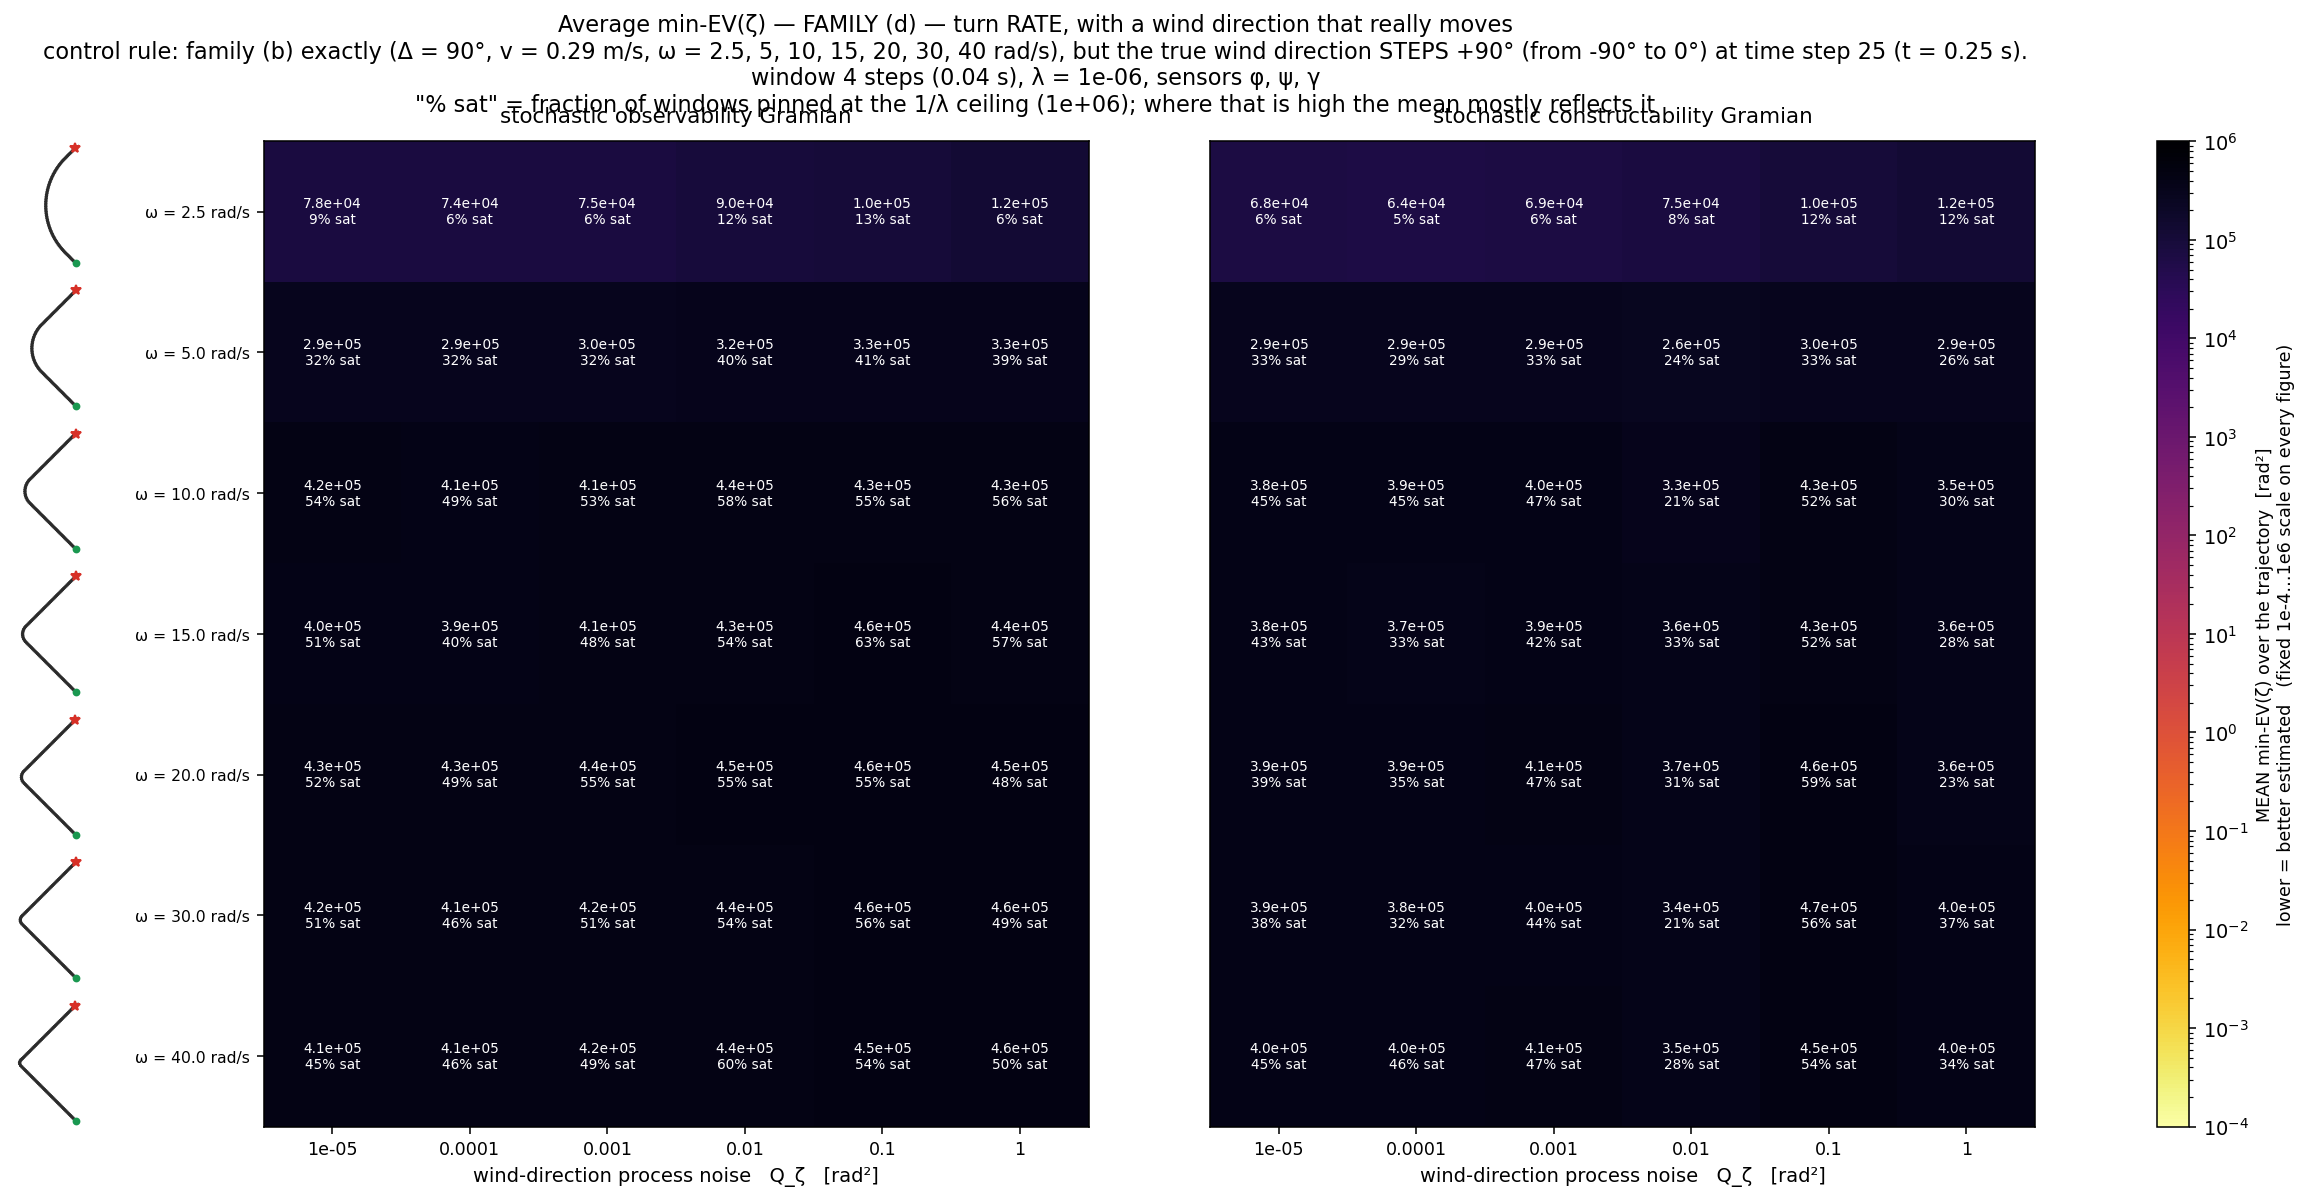 Average min-EV(ζ) — FAMILY (d) — turn RATE, with a wind direction that really moves
control rule: family (b) exactly (Δ = 90°, v = 0.29 m/s, ω = 2.5, 5, 10, 15, 20, 30, 40 rad/s), but the true wind direction STEPS +90° (from -90° to 0°) at time step 25 (t = 0.25 s).
window 4 steps (0.04 s), λ = 1e-06, sensors φ, ψ, γ
"% sat" = fraction of windows pinned at the 1/λ ceiling (1e+06); where that is high the mean mostly reflects it
stochastic observability Gramian
stochastic constructability Gramian
ω = 2.5 rad/s
7.8e+04 7.4e+04 7.5e+04 9.0e+04 1.0e+05 1.2e+05
9% sat 6% sat 6% sat 12% sat 13% sat 6% sat
6.8e+04 6.4e+04 6.9e+04 7.5e+04 1.0e+05 1.2e+05
6% sat 5% sat 6% sat 8% sat 12% sat 12% sat
ω = 5.0 rad/s
2.9e+05 2.9e+05 3.0e+05 3.2e+05 3.3e+05 3.3e+05
32% sat 32% sat 32% sat 40% sat 41% sat 39% sat
2.9e+05 2.9e+05 2.9e+05 2.6e+05 3.0e+05 2.9e+05
33% sat 29% sat 33% sat 24% sat 33% sat 26% sat
ω = 10.0 rad/s
4.2e+05 4.1e+05 4.1e+05 4.4e+05 4.3e+05 4.3e+05
54% sat 49% sat 53% sat 58% sat 55% sat 56% sat
3.8e+05 3.9e+05 4.0e+05 3.3e+05 4.3e+05 3.5e+05
45% sat 45% sat 47% sat 21% sat 52% sat 30% sat
ω = 15.0 rad/s
4.0e+05 3.9e+05 4.1e+05 4.3e+05 4.6e+05 4.4e+05
51% sat 40% sat 48% sat 54% sat 63% sat 57% sat
3.8e+05 3.7e+05 3.9e+05 3.6e+05 4.3e+05 3.6e+05
43% sat 33% sat 42% sat 33% sat 52% sat 28% sat
ω = 20.0 rad/s
4.3e+05 4.3e+05 4.4e+05 4.5e+05 4.6e+05 4.5e+05
52% sat 49% sat 55% sat 55% sat 55% sat 48% sat
3.9e+05 3.9e+05 4.1e+05 3.7e+05 4.6e+05 3.6e+05
39% sat 35% sat 47% sat 31% sat 59% sat 23% sat
ω = 30.0 rad/s
4.2e+05 4.1e+05 4.2e+05 4.4e+05 4.6e+05 4.6e+05
51% sat 46% sat 51% sat 54% sat 56% sat 49% sat
3.9e+05 3.8e+05 4.0e+05 3.4e+05 4.7e+05 4.0e+05
38% sat 32% sat 44% sat 21% sat 56% sat 37% sat
ω = 40.0 rad/s
4.1e+05 4.1e+05 4.2e+05 4.4e+05 4.5e+05 4.6e+05
45% sat 46% sat 49% sat 60% sat 54% sat 50% sat
4.0e+05 4.0e+05 4.1e+05 3.5e+05 4.5e+05 4.0e+05
45% sat 46% sat 47% sat 28% sat 54% sat 34% sat
1e-05 0.0001 0.001 0.01 0.1 1
wind-direction process noise Q_ζ [rad²]
1e-05 0.0001 0.001 0.01 0.1 1
wind-direction process noise Q_ζ [rad²]
10⁶
10⁵
10⁴
10³
10²
10¹
10⁰
10⁻¹
10⁻²
10⁻³
10⁻⁴
MEAN min-EV(ζ) over the trajectory [rad²]
lower = better estimated (fixed 1e-4...1e6 scale on every figure)